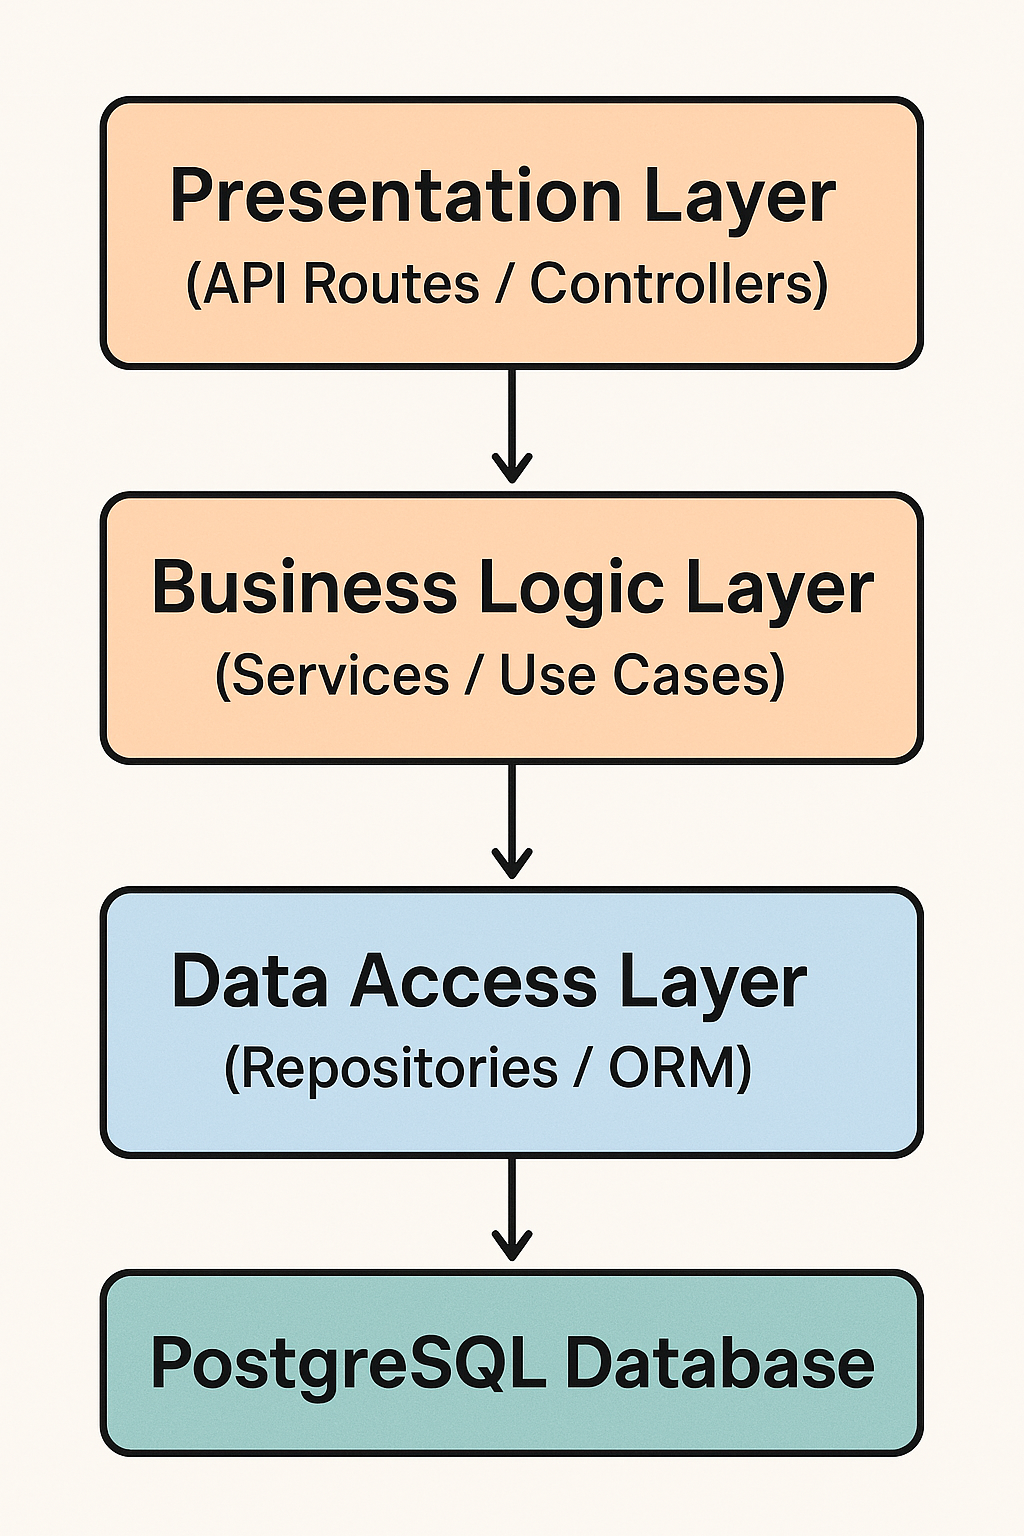 Presentation Layer
(API Routes / Controllers)
Business Logic Layer
(Services / Use Cases)
Data Access Layer
(Repositories / ORM)
PostgreSQL Database